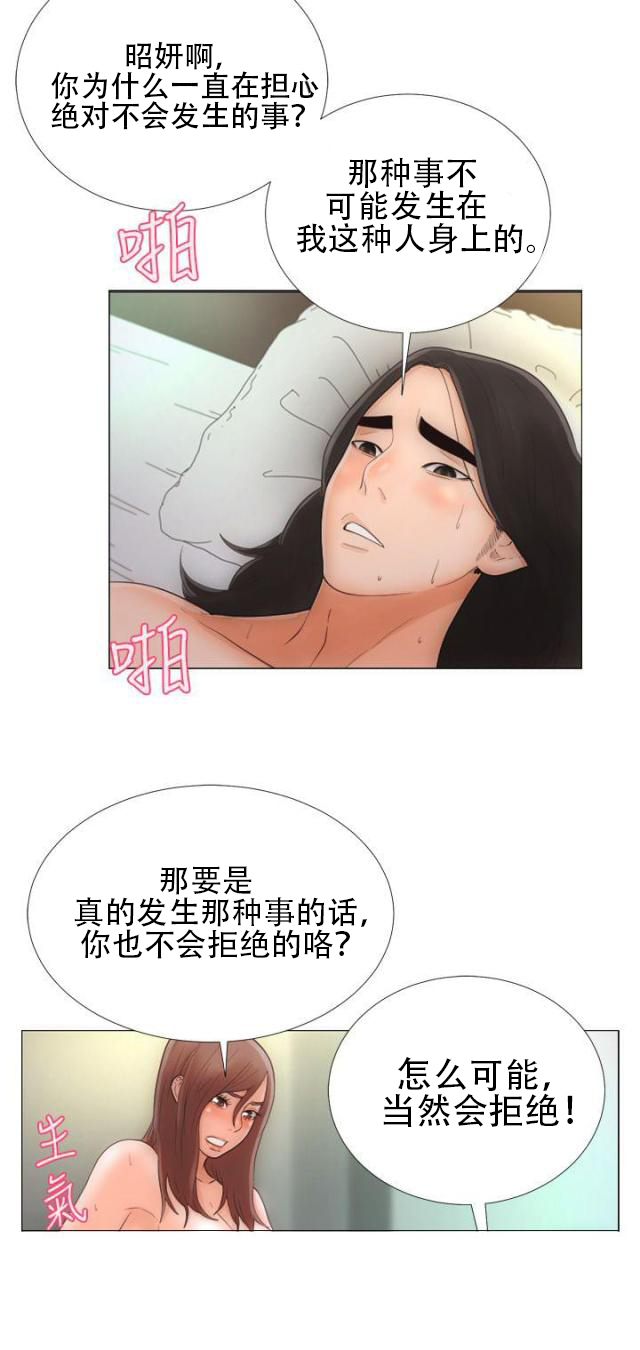 昭妍啊,
你为什么一直在担心
绝对不会发生的事?
那种事不
可能发生在
我这种人身上的。
啪
啪
那要是
真的发生那种事的话,
你也不会拒绝的咯?
怎么可能,
当然会拒绝!
生
氣